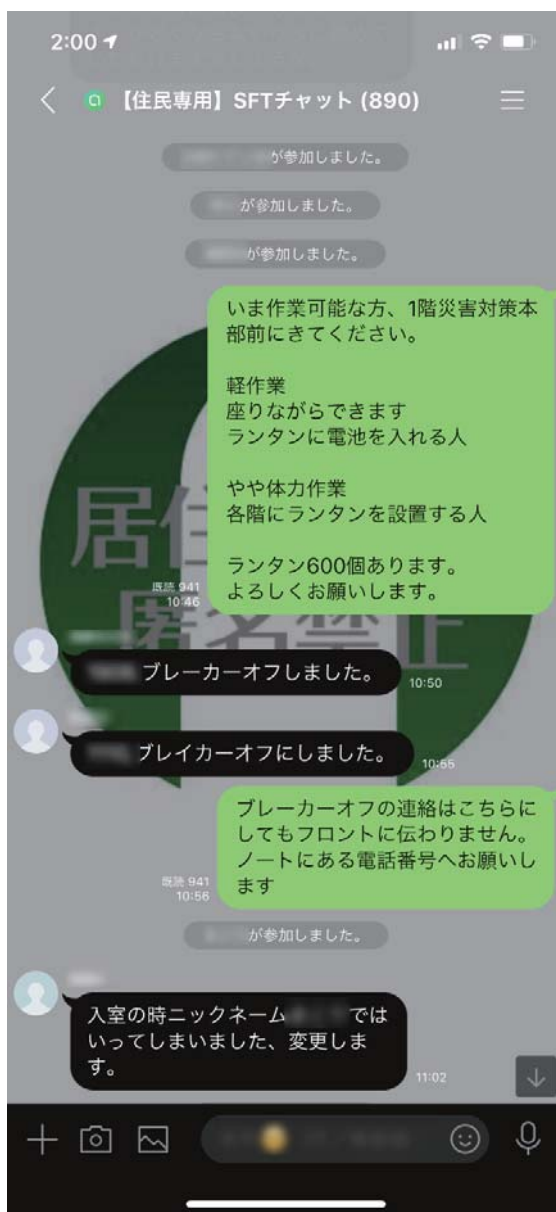 2:00
【住民専用】SFTチャット (890)
が参加しました。
が参加しました。
が参加しました。
いま作業可能な方、1階災害対策本
部前にきてください。
軽作業
座りながらできます
ランタンに電池を入れる人
やや体力作業
各階にランタンを設置する人
ランタン600個あります。
よろしくお願いします。
既読 941
10:46
居住
匿名禁止
ブレーカーオフしました。
10:50
ブレイカーオフにしました。
10:55
ブレーカーオフの連絡はこちらに
してもフロントに伝わりません。
ノートにある電話番号へお願いし
ます
既読 941
10:56
が参加しました。
入室の時ニックネーム
では
いってしまいました、変更しま
す。
11:02